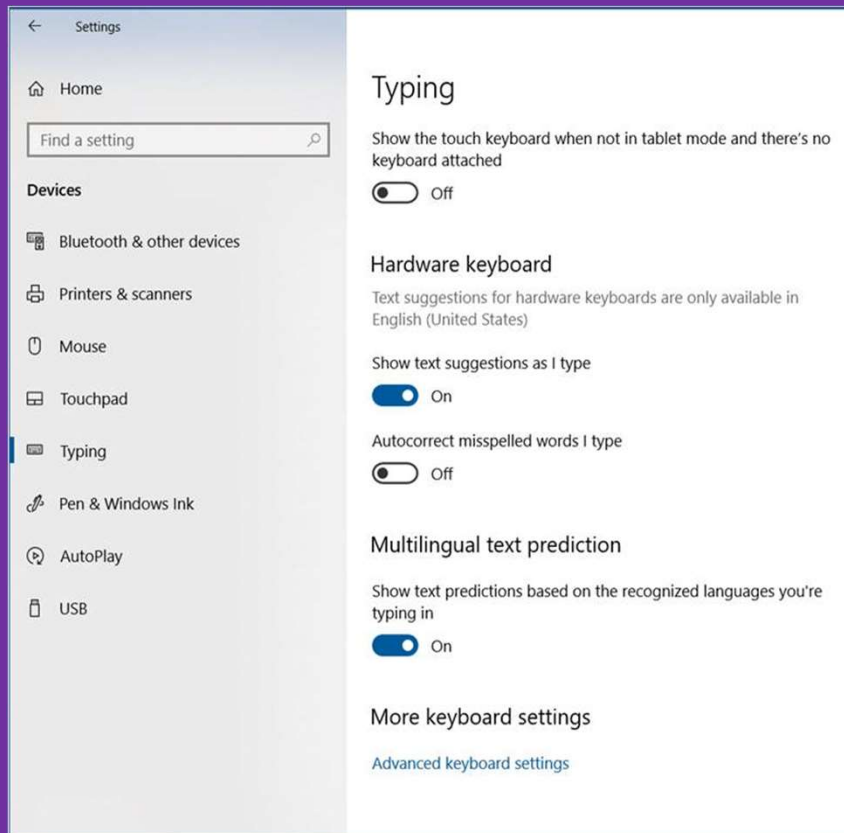 Settings
Home
Find a setting
Devices
Bluetooth & other devices
Printers & scanners
Mouse
Touchpad
Typing
Pen & Windows Ink
AutoPlay
USB
Typing
Show the touch keyboard when not in tablet mode and there's no
keyboard attached
Off
Hardware keyboard
Text suggestions for hardware keyboards are only available in
English (United States)
Show text suggestions as I type
On
Autocorrect misspelled words I type
Off
Multilingual text prediction
Show text predictions based on the recognized languages you're
typing in
On
More keyboard settings
Advanced keyboard settings